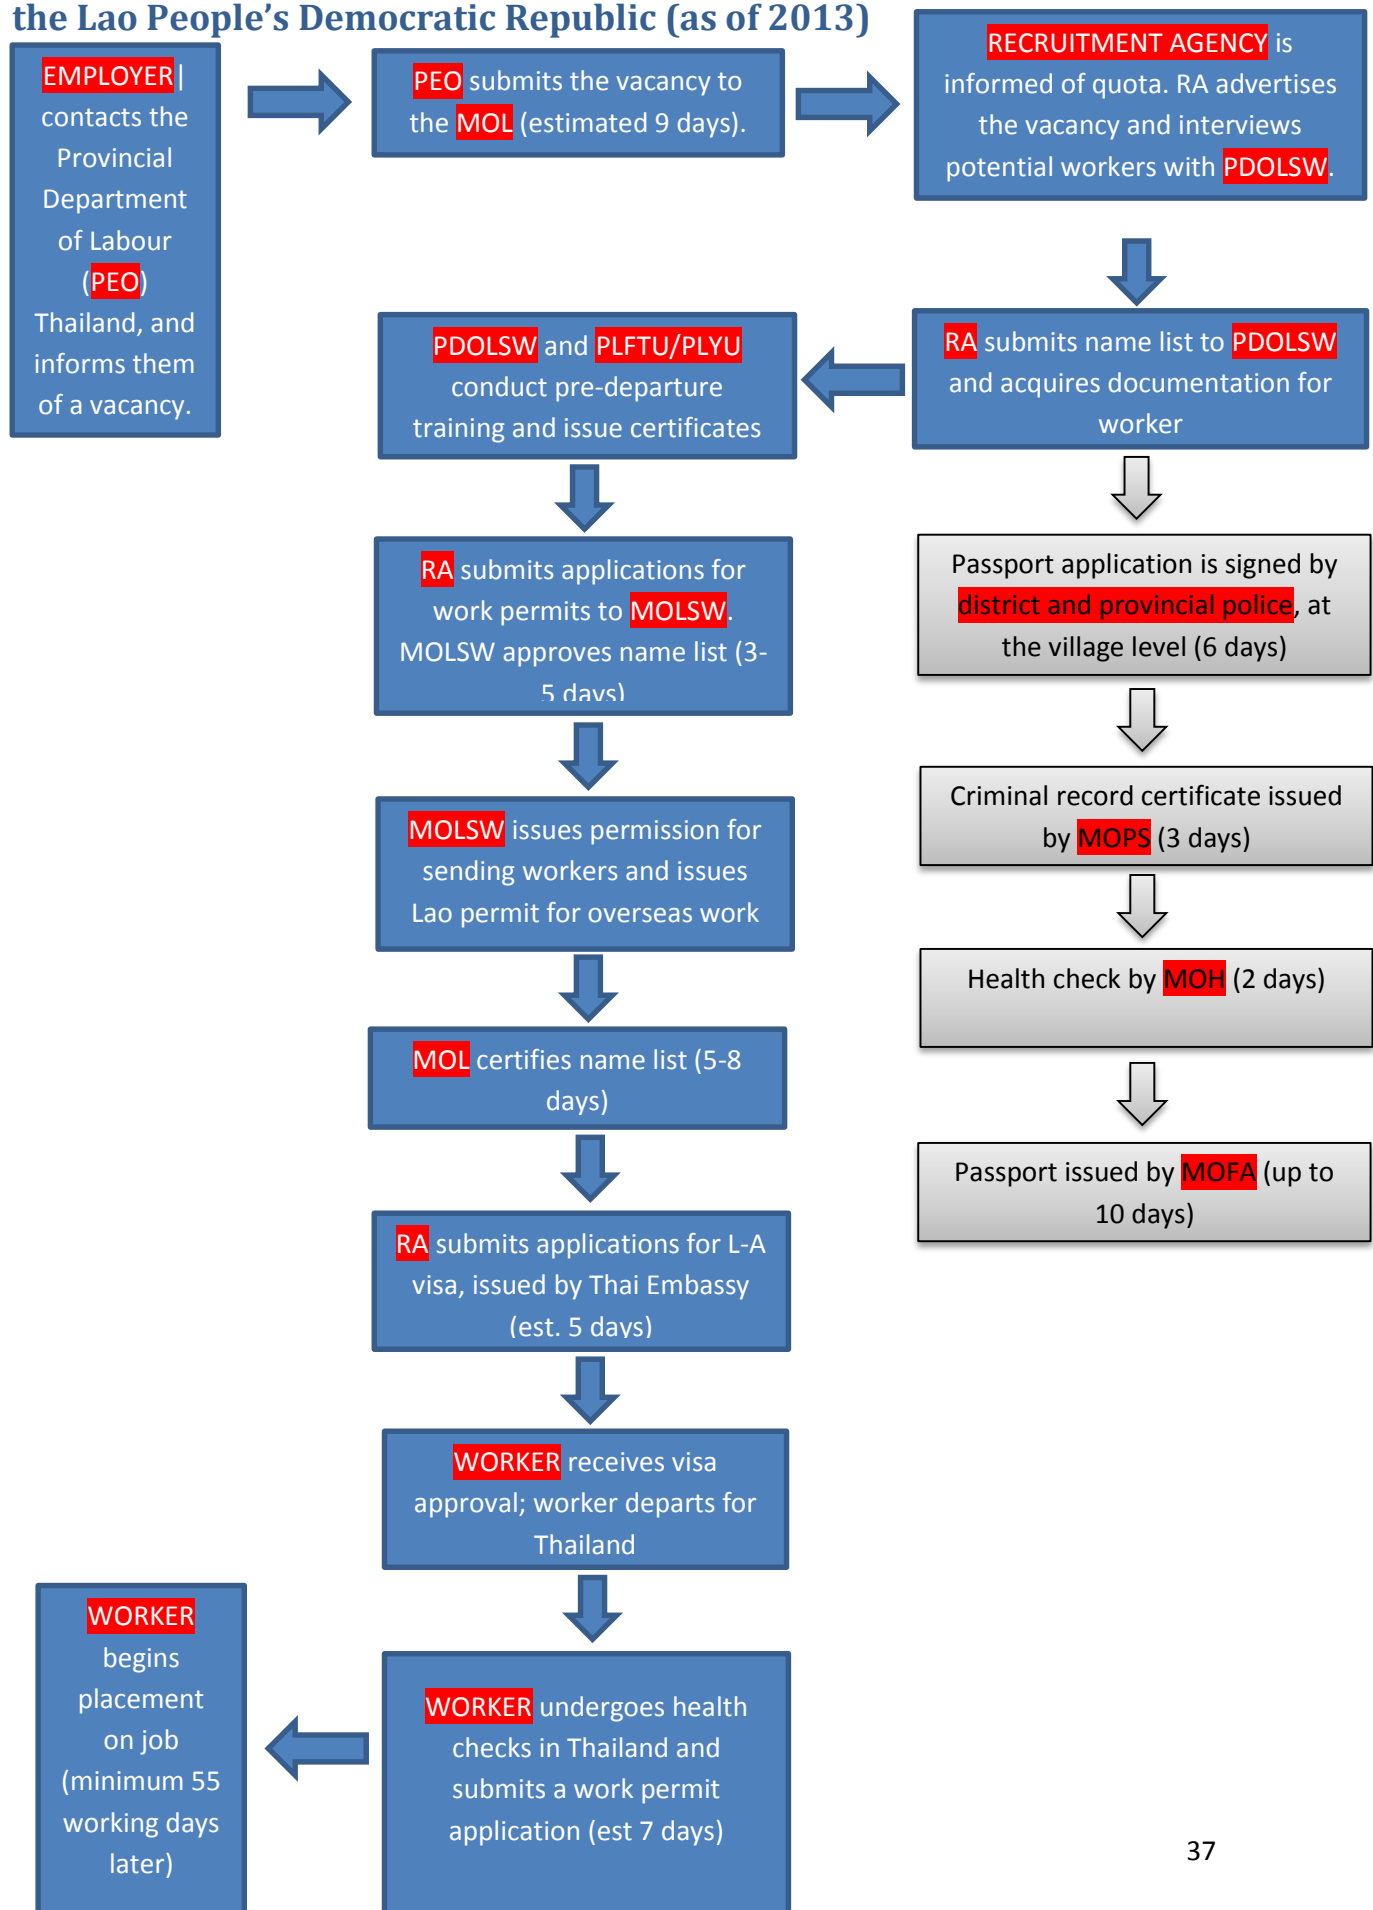 the Lao People’s Democratic Republic (as of 2013)
EMPLOYER|
contacts the
Provincial
Department
of Labour
(PEO)
Thailand, and
informs them
of a vacancy.
PEO submits the vacancy to
the MOL (estimated 9 days).
RECRUITMENT AGENCY is
informed of quota. RA advertises
the vacancy and interviews
potential workers with PDOLSW.
RA submits name list to PDOLSW
and acquires documentation for
worker
PDOLSW and PLFTU/PLYU
conduct pre-departure
training and issue certificates
RA submits applications for
work permits to MOLSW.
MOLSW approves name list (3-
5 days)
MOLSW issues permission for
sending workers and issues
Lao permit for overseas work
MOL certifies name list (5-8
days)
RA submits applications for L-A
visa, issued by Thai Embassy
(est. 5 days)
WORKER receives visa
approval; worker departs for
Thailand
WORKER undergoes health
checks in Thailand and
submits a work permit
application (est 7 days)
WORKER
begins
placement
on job
(minimum 55
working days
later)
Passport application is signed by
district and provincial police, at
the village level (6 days)
Criminal record certificate issued
by MOPS (3 days)
Health check by MOH (2 days)
Passport issued by MOFA (up to
10 days)
37